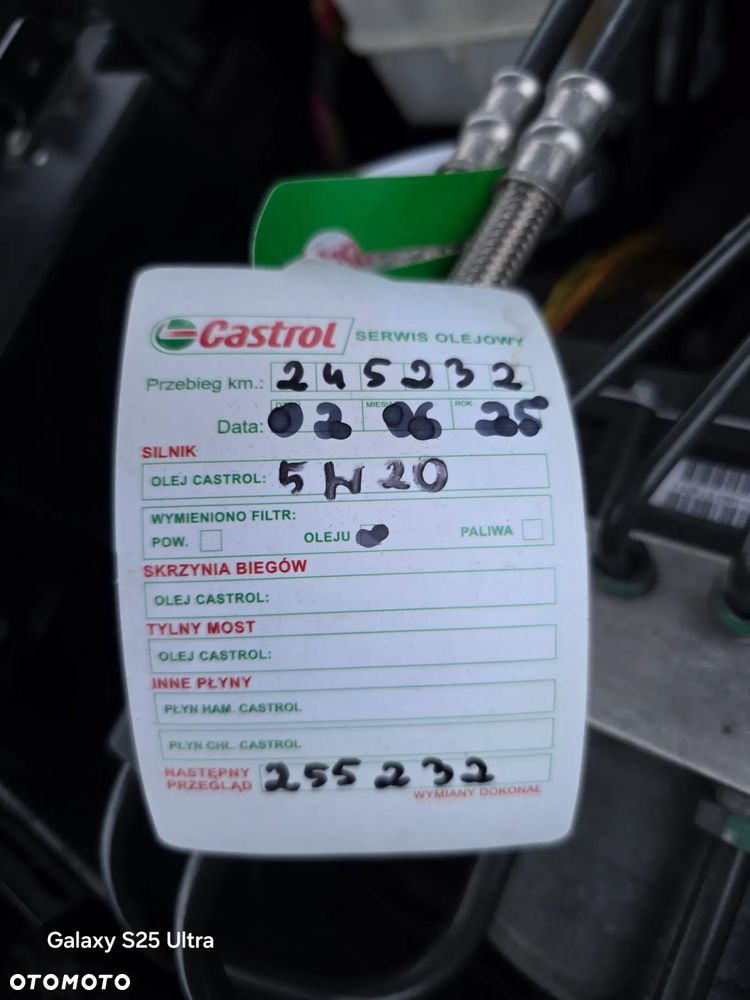 Castrol SERWIS OLEJOWY
Przebieg km.: 245232
MIESIĄC ROK
Data: 02 06 25
SILNIK
OLEJ CASTROL: 5W20
WYMIENIONO FILTR:
POW. OLEJU PALIWA
SKRZYNIA BIEGÓW
OLEJ CASTROL:
TYLNY MOST
OLEJ CASTROL:
INNE PŁYNY
PŁYN HAM. CASTROL
PŁYN CHŁ. CASTROL
NASTĘPNY
PRZEGLĄD 255232
WYMIANY DOKONAŁ
Galaxy S25 Ultra
OTOMOTO